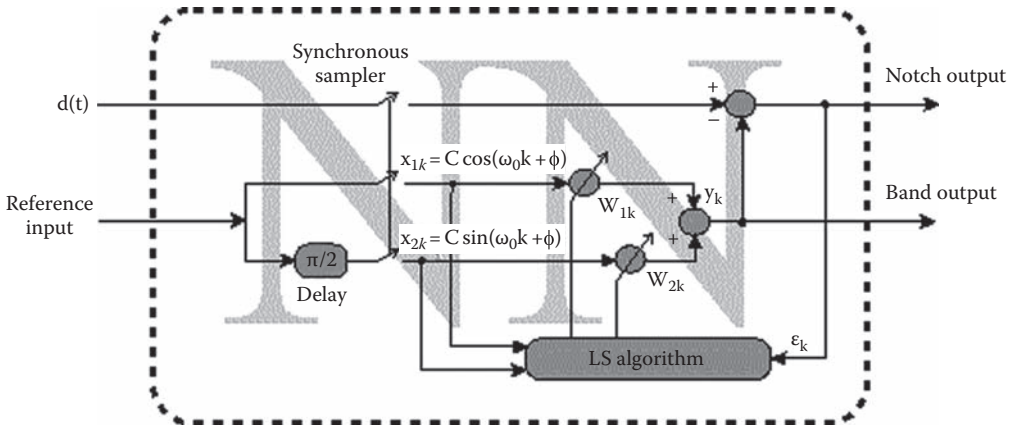 Synchronous
sampler
Notch output
d(t)
+
−
x₁ₖ = C cos(ω₀k + ϕ)
Reference
input
W₁ₖ
+
yₖ
Band output
x₂ₖ = C sin(ω₀k + ϕ)
+
π/2
Delay
W₂ₖ
LS algorithm
εₖ
NN